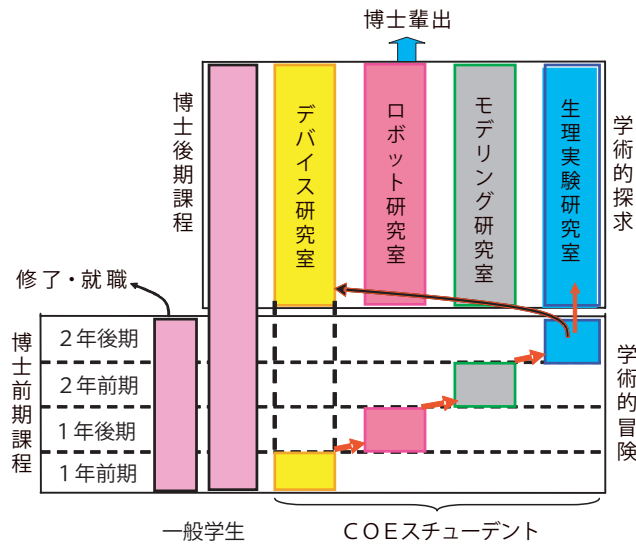 博士輩出
博士後期課程
デバイス研究室
ロボット研究室
モデリング研究室
生理実験研究室
学術的探求
修了・就職
博士前期課程
2年後期
2年前期
1年後期
1年前期
学術的冒険
一般学生
COEスチューデント